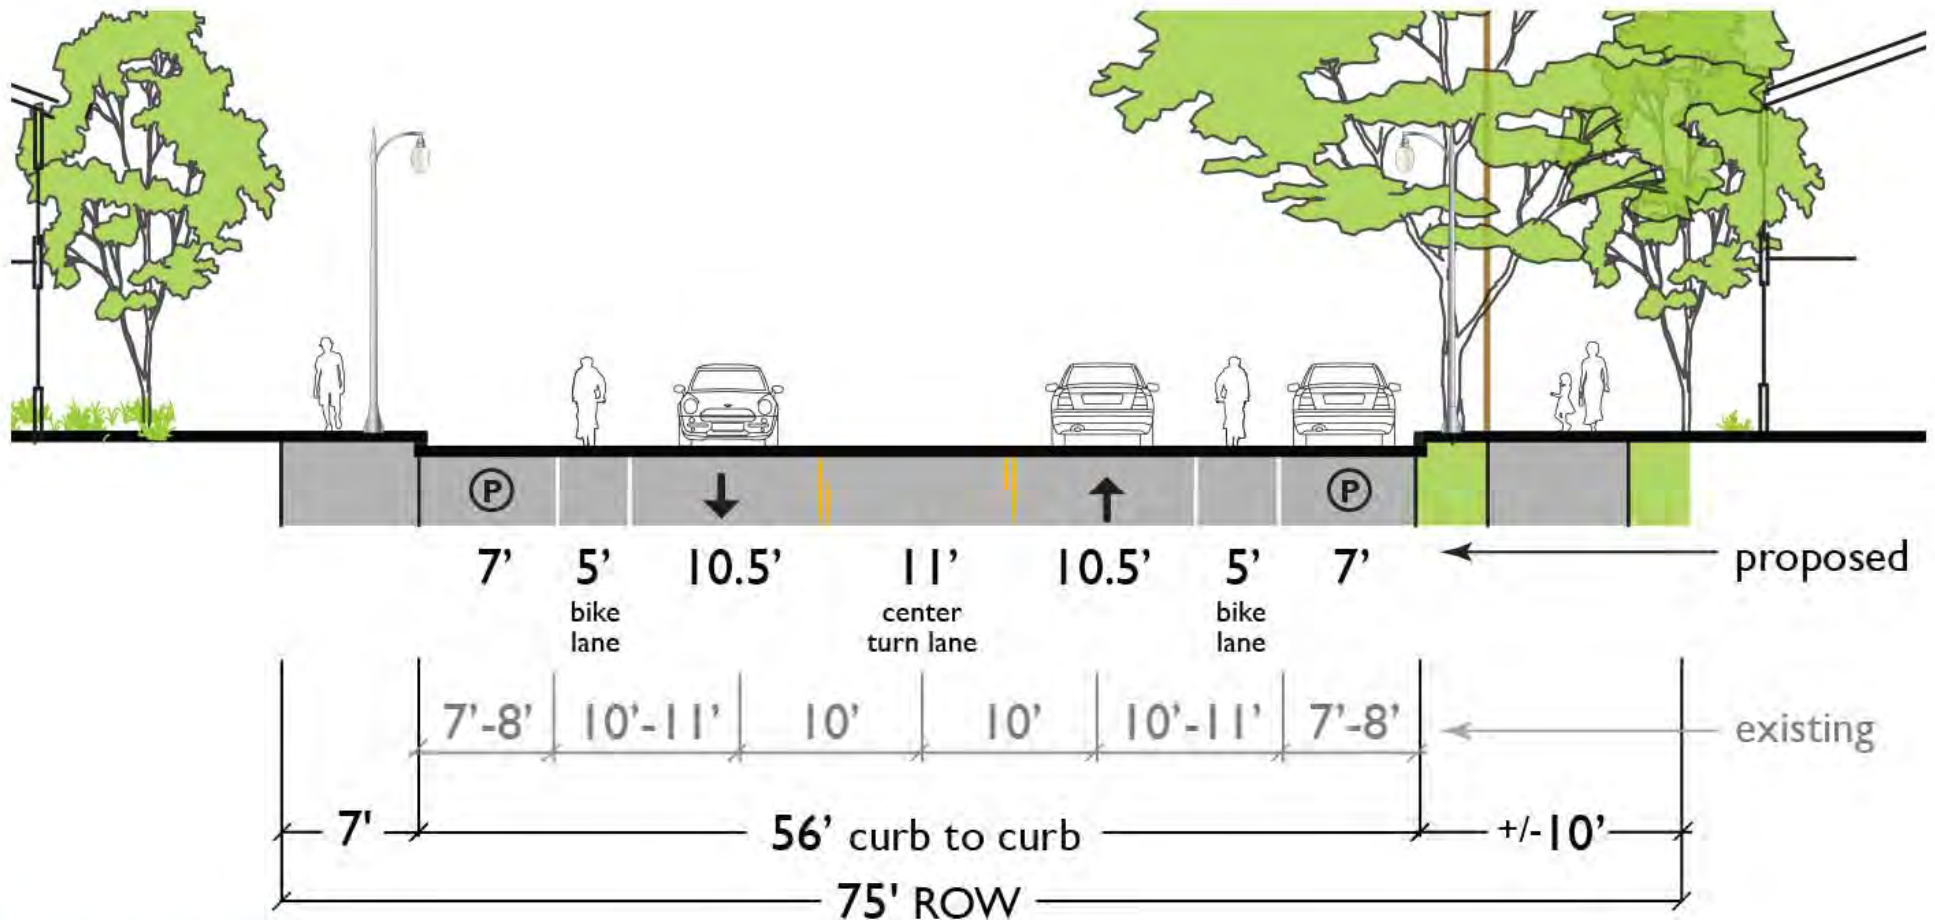 P P
7' 5' 10.5' 11' 10.5' 5' 7' proposed
bike center bike
lane turn lane lane
7'-8' 10'-11' 10' 10' 10'-11' 7'-8' existing
7' 56' curb to curb +/-10'
75' ROW